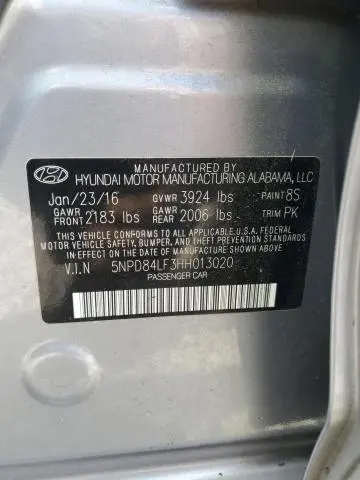 MANUFACTURED BY
HYUNDAI MOTOR MANUFACTURING ALABAMA, LLC
Jan/23/16 GVWR 3924 lbs PAINT 8S
GAWR FRONT 2183 lbs GAWR REAR 2006 lbs TRIM PK
THIS VEHICLE CONFORMS TO ALL APPLICABLE U.S.
FEDERAL SAFETY, BUMPER, AND THEFT PREVENTION STANDARDS
IN EFFECT ON THE DATE OF MANUFACTURE SHOWN ABOVE.
V.I.N 5NPD84LF3HH013020
PASSENGER CAR